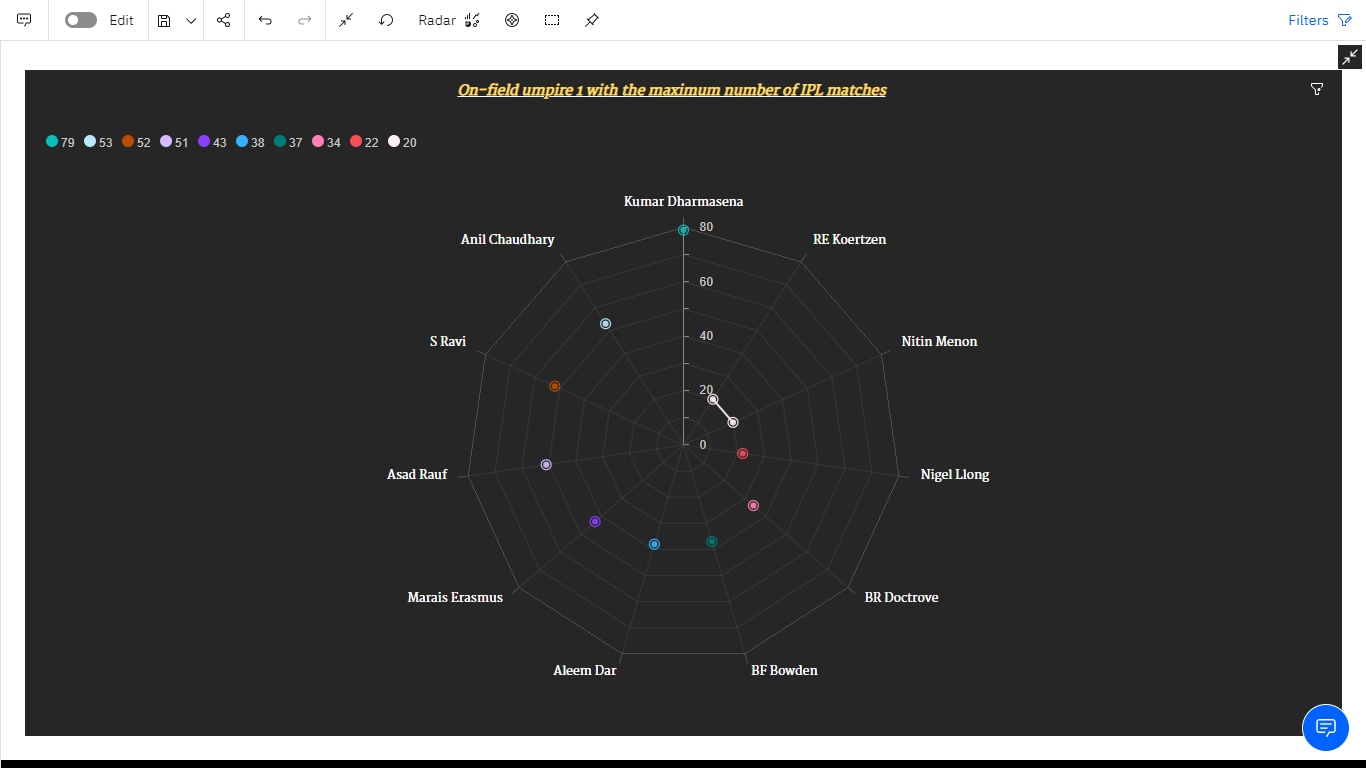 Edit Radar Filters
On-field umpire 1 with the maximum number of IPL matches
79 53 52 51 43 38 37 34 22 20
Kumar Dharmasena
80
Anil Chaudhary RE Koertzen
60
S Ravi 40 Nitin Menon
20
0
Asad Rauf Nigel Llong
Marais Erasmus BR Doctrove
Aleem Dar BF Bowden